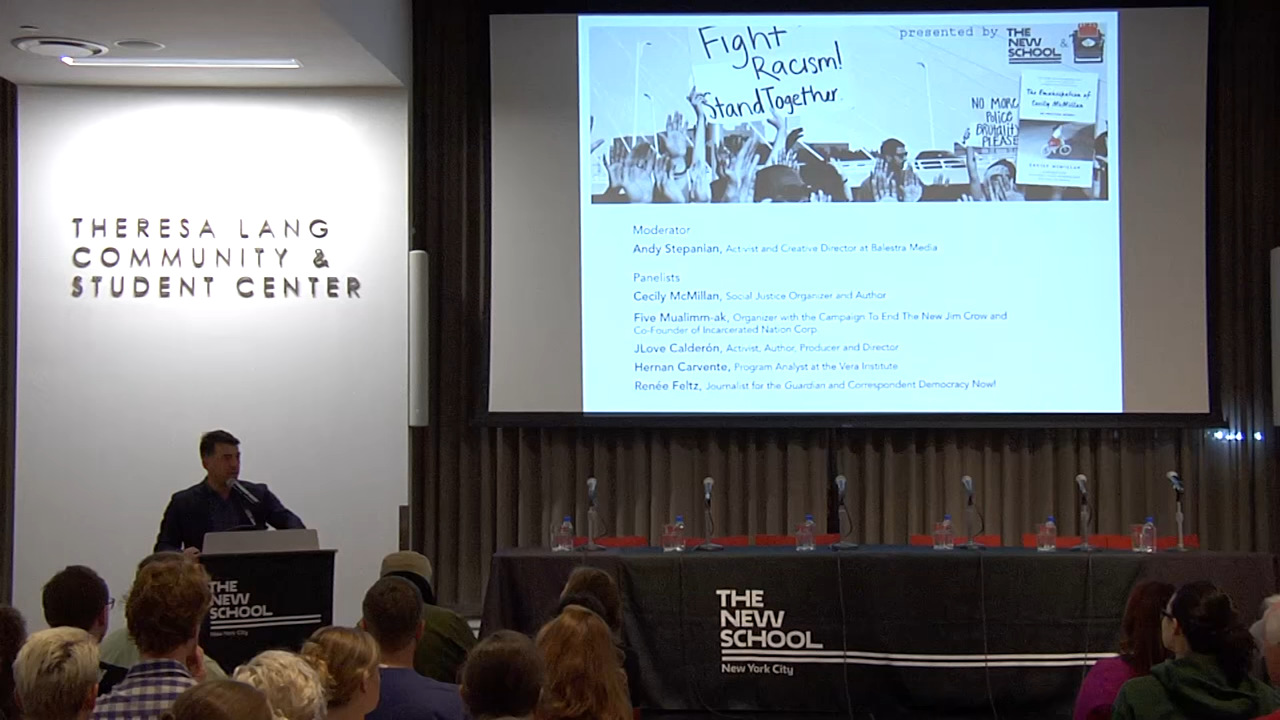 Fight
Racism!
Stand Together.
presented by THE
NEW
SCHOOL &
NO MORE
POLICE
BRUTALITY
PLEASE
The Emancipation of
Cecily McMillan
CECILY MCMILLAN
Moderator
Andy Stepanian, Activist and Creative Director at Balestra Media
Panelists
Cecily McMillan, Social Justice Organizer and Author
Five Mualimm-ak, Organizer with the Campaign To End The New Jim Crow and
Co-Founder of Incarcerated Nation Corp.
JLove Calderón, Activist, Author, Producer and Director
Hernan Carvente, Program Analyst at the Vera Institute
Renée Feltz, Journalist for the Guardian and Correspondent Democracy Now!
THERESA LANG
COMMUNITY &
STUDENT CENTER
THE
NEW
SCHOOL
New York City
THE
NEW
SCHOOL
New York City